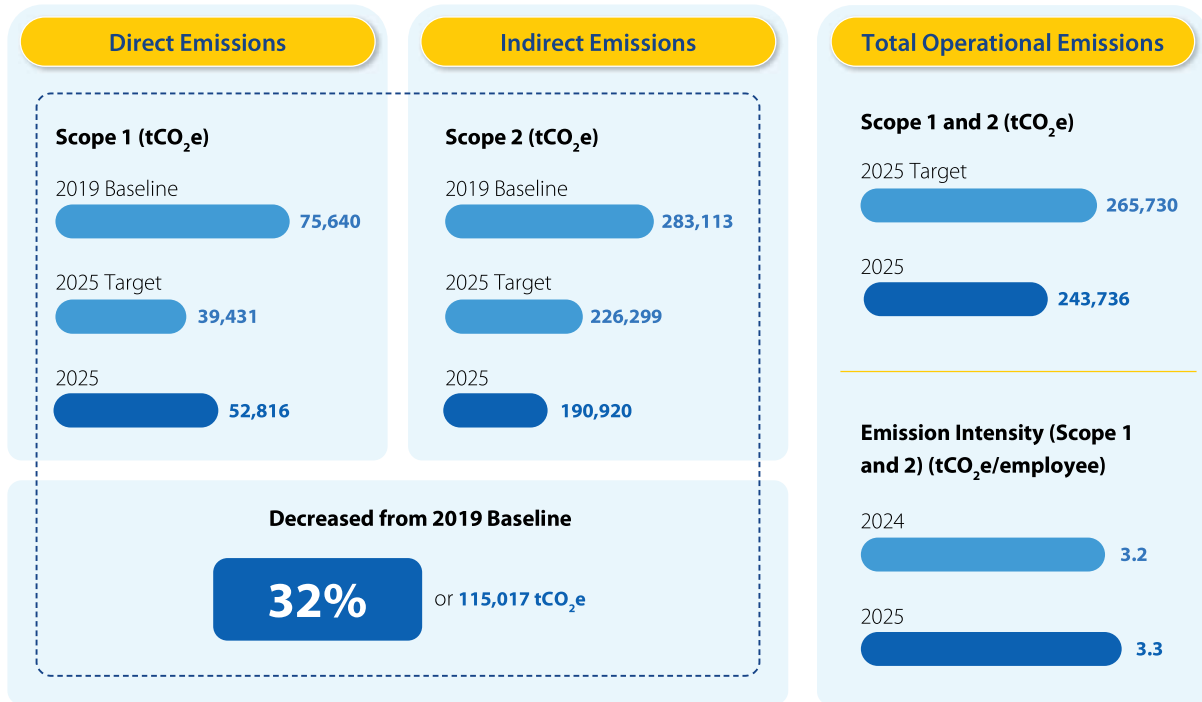 Direct Emissions
Scope 1 (tCO₂e)
2019 Baseline
75,640
2025 Target
39,431
2025
52,816
Indirect Emissions
Scope 2 (tCO₂e)
2019 Baseline
283,113
2025 Target
226,299
2025
190,920
Decreased from 2019 Baseline
32% or 115,017 tCO₂e
Total Operational Emissions
Scope 1 and 2 (tCO₂e)
2025 Target
265,730
2025
243,736
Emission Intensity (Scope 1
and 2) (tCO₂e/employee)
2024
3.2
2025
3.3